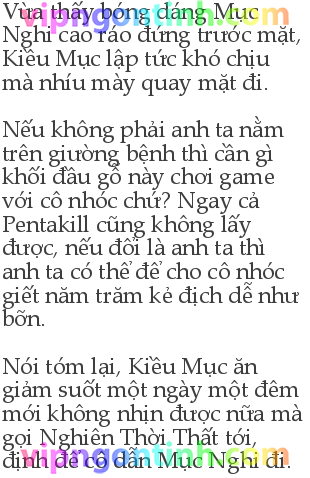 Vừa thấy bóng dáng Mục
Nghi cao ráo đứng trước mặt,
Kiều Mục lập tức khó chịu
mà nhíu mày quay mặt đi.
Nếu không phải anh ta nằm
trên giường bệnh thì cần gì
khối đầu gỗ này chơi game
với cô nhóc chứ? Ngay cả
Pentakill cũng không lấy
được, nếu đổi là anh ta thì
anh ta có thể để cho cô nhóc
giết năm trăm kẻ địch dễ như
bỡn.
Nói tóm lại, Kiều Mục ăn
giảm suốt một ngày một đêm
mới không nhịn được nữa mà
gọi Nghiên Thời Thất tới,
định để cô dẫn Mục Nghi đi.
vipngontinh.com
vipngontinh.com